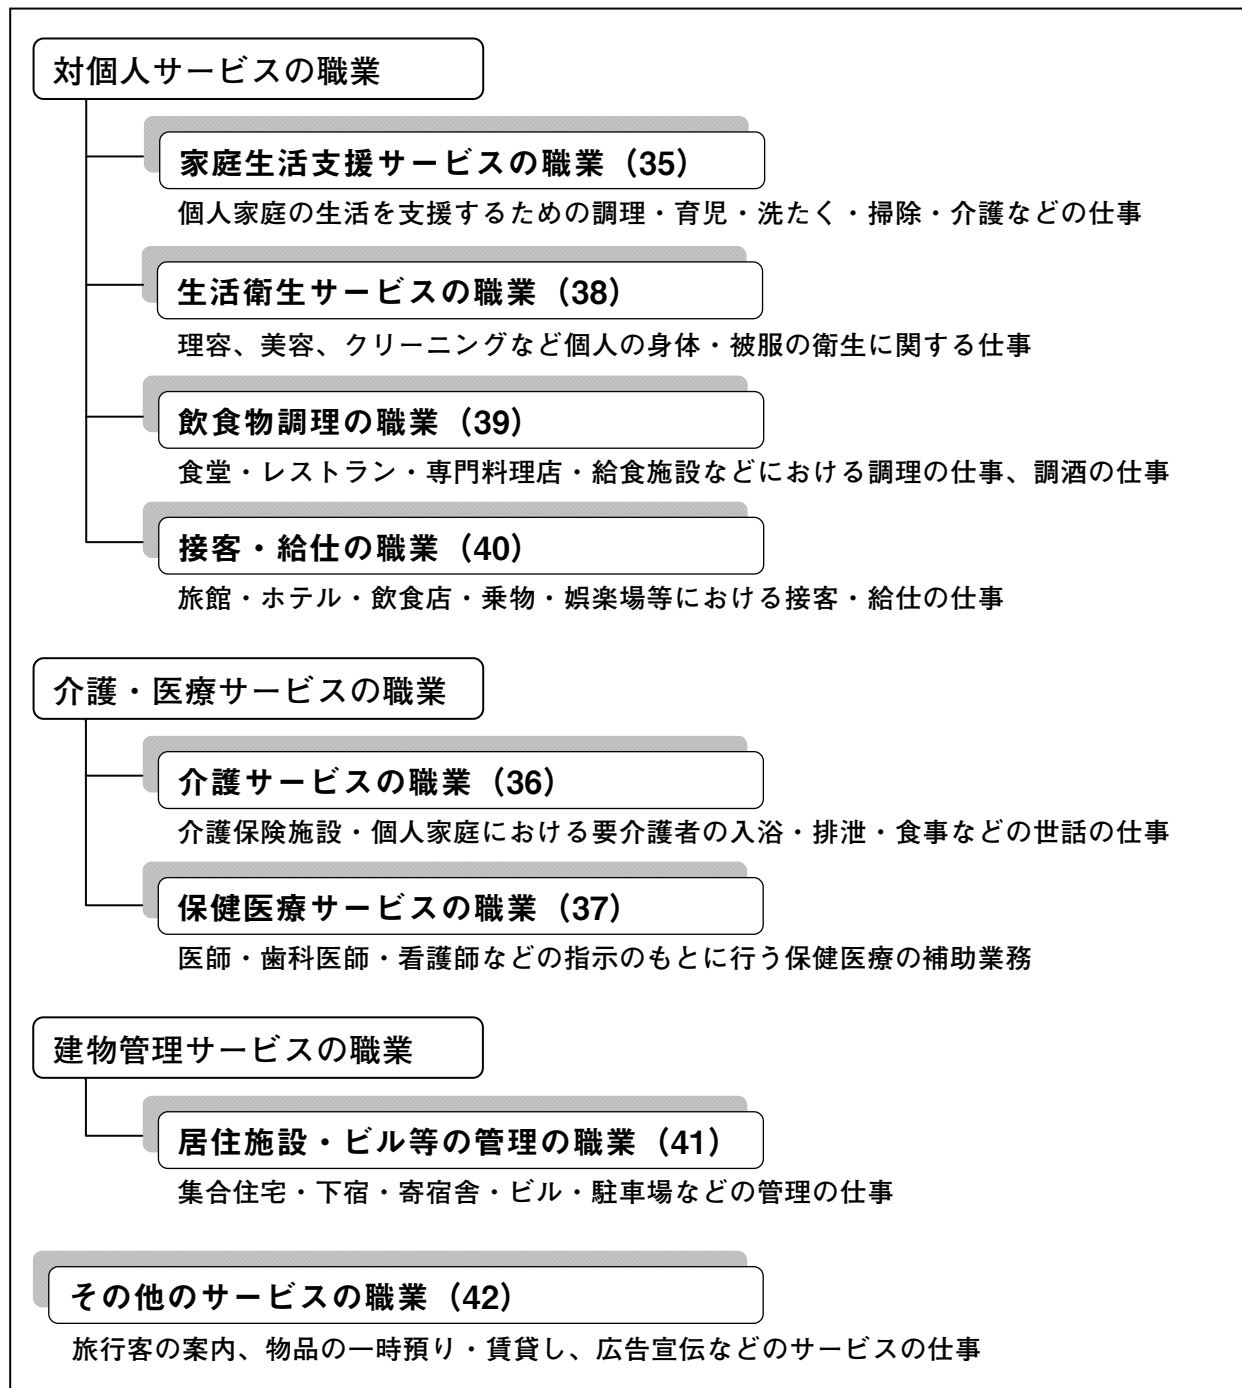 対個人サービスの職業
家庭生活支援サービスの職業（35）
個人家庭の生活を支援するための調理・育児・洗たく・掃除・介護などの仕事
生活衛生サービスの職業（38）
理容、美容、クリーニングなど個人の身体・被服の衛生に関する仕事
飲食物調理の職業（39）
食堂・レストラン・専門料理店・給食施設などにおける調理の仕事、調酒の仕事
接客・給仕の職業（40）
旅館・ホテル・飲食店・乗物・娯楽場等における接客・給仕の仕事
介護・医療サービスの職業
介護サービスの職業（36）
介護保険施設・個人家庭における要介護者の入浴・排泄・食事などの世話の仕事
保健医療サービスの職業（37）
医師・歯科医師・看護師などの指示のもとに行う保健医療の補助業務
建物管理サービスの職業
居住施設・ビル等の管理の職業（41）
集合住宅・下宿・寄宿舎・ビル・駐車場などの管理の仕事
その他のサービスの職業（42）
旅行客の案内、物品の一時預り・賃貸し、広告宣伝などのサービスの仕事